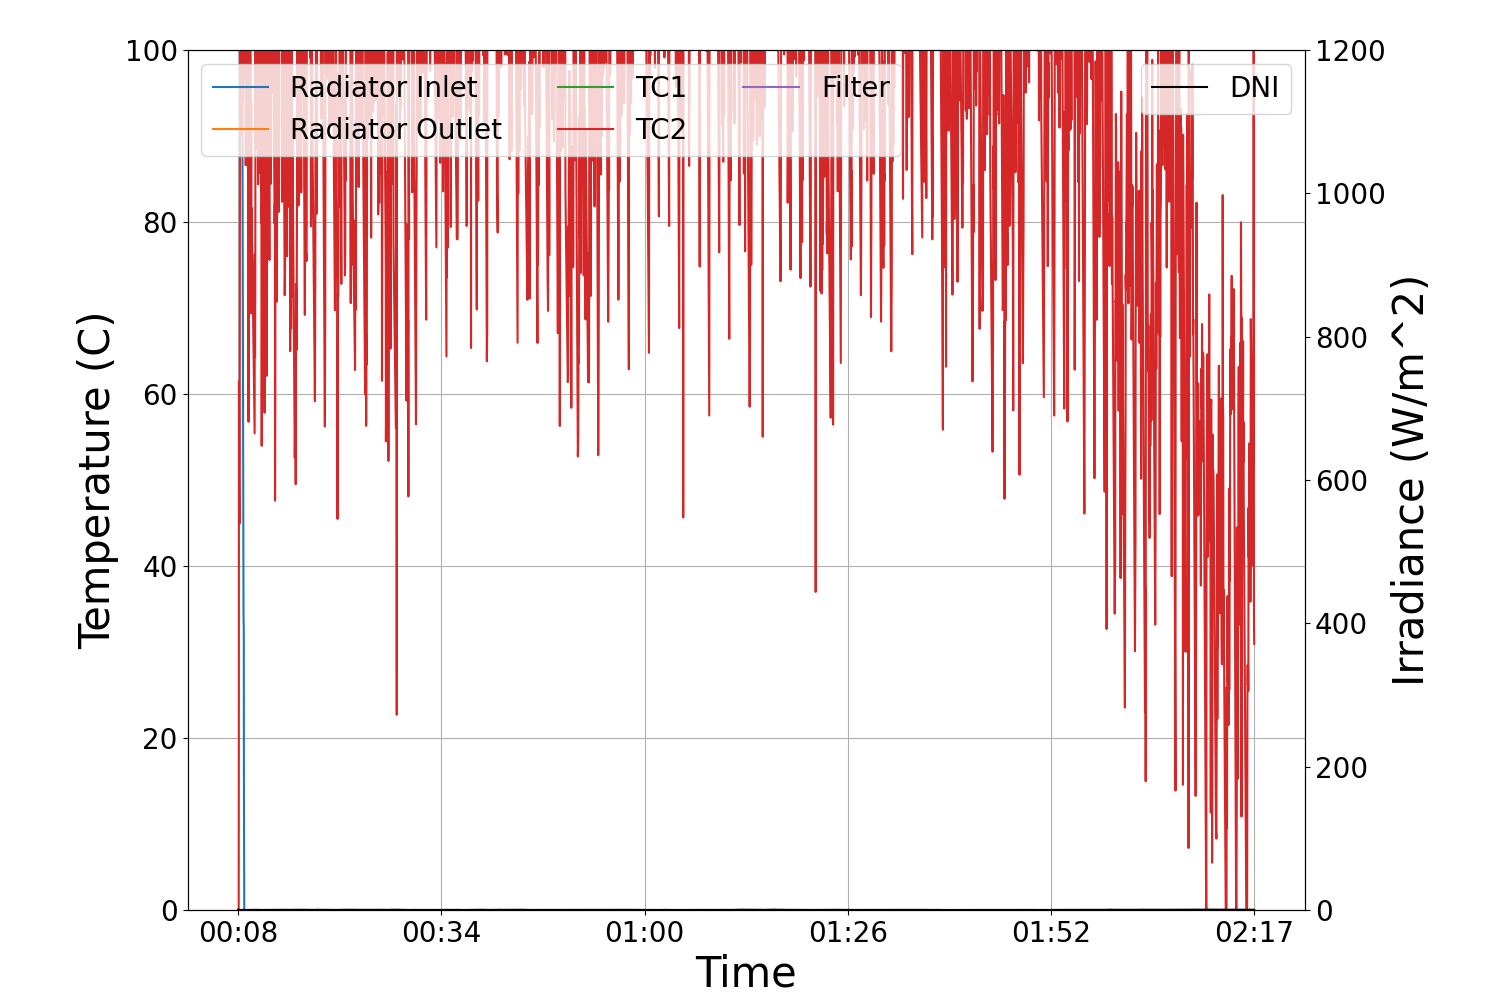 100
80
60
40
20
0
Temperature (C)
Radiator Inlet
Radiator Outlet
TC1
TC2
Filter
DNI
1200
1000
800
600
400
200
0
Irradiance (W/m^2)
00:08
00:34
01:00
01:26
01:52
02:17
Time